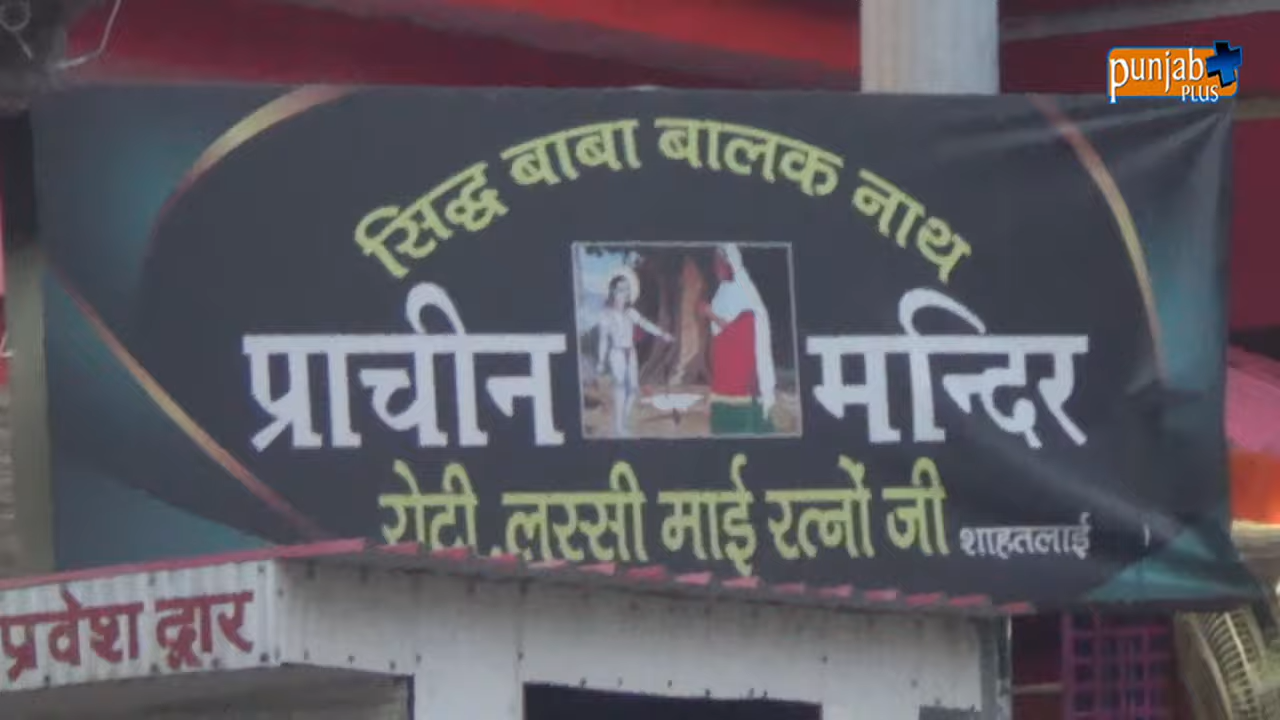 punjab
PLUS
सिद्ध बाबा बालक नाथ
प्राचीन मन्दिर
रोटी लस्सी माई रत्नों जी शाहतलाई
प्रवेश द्वार